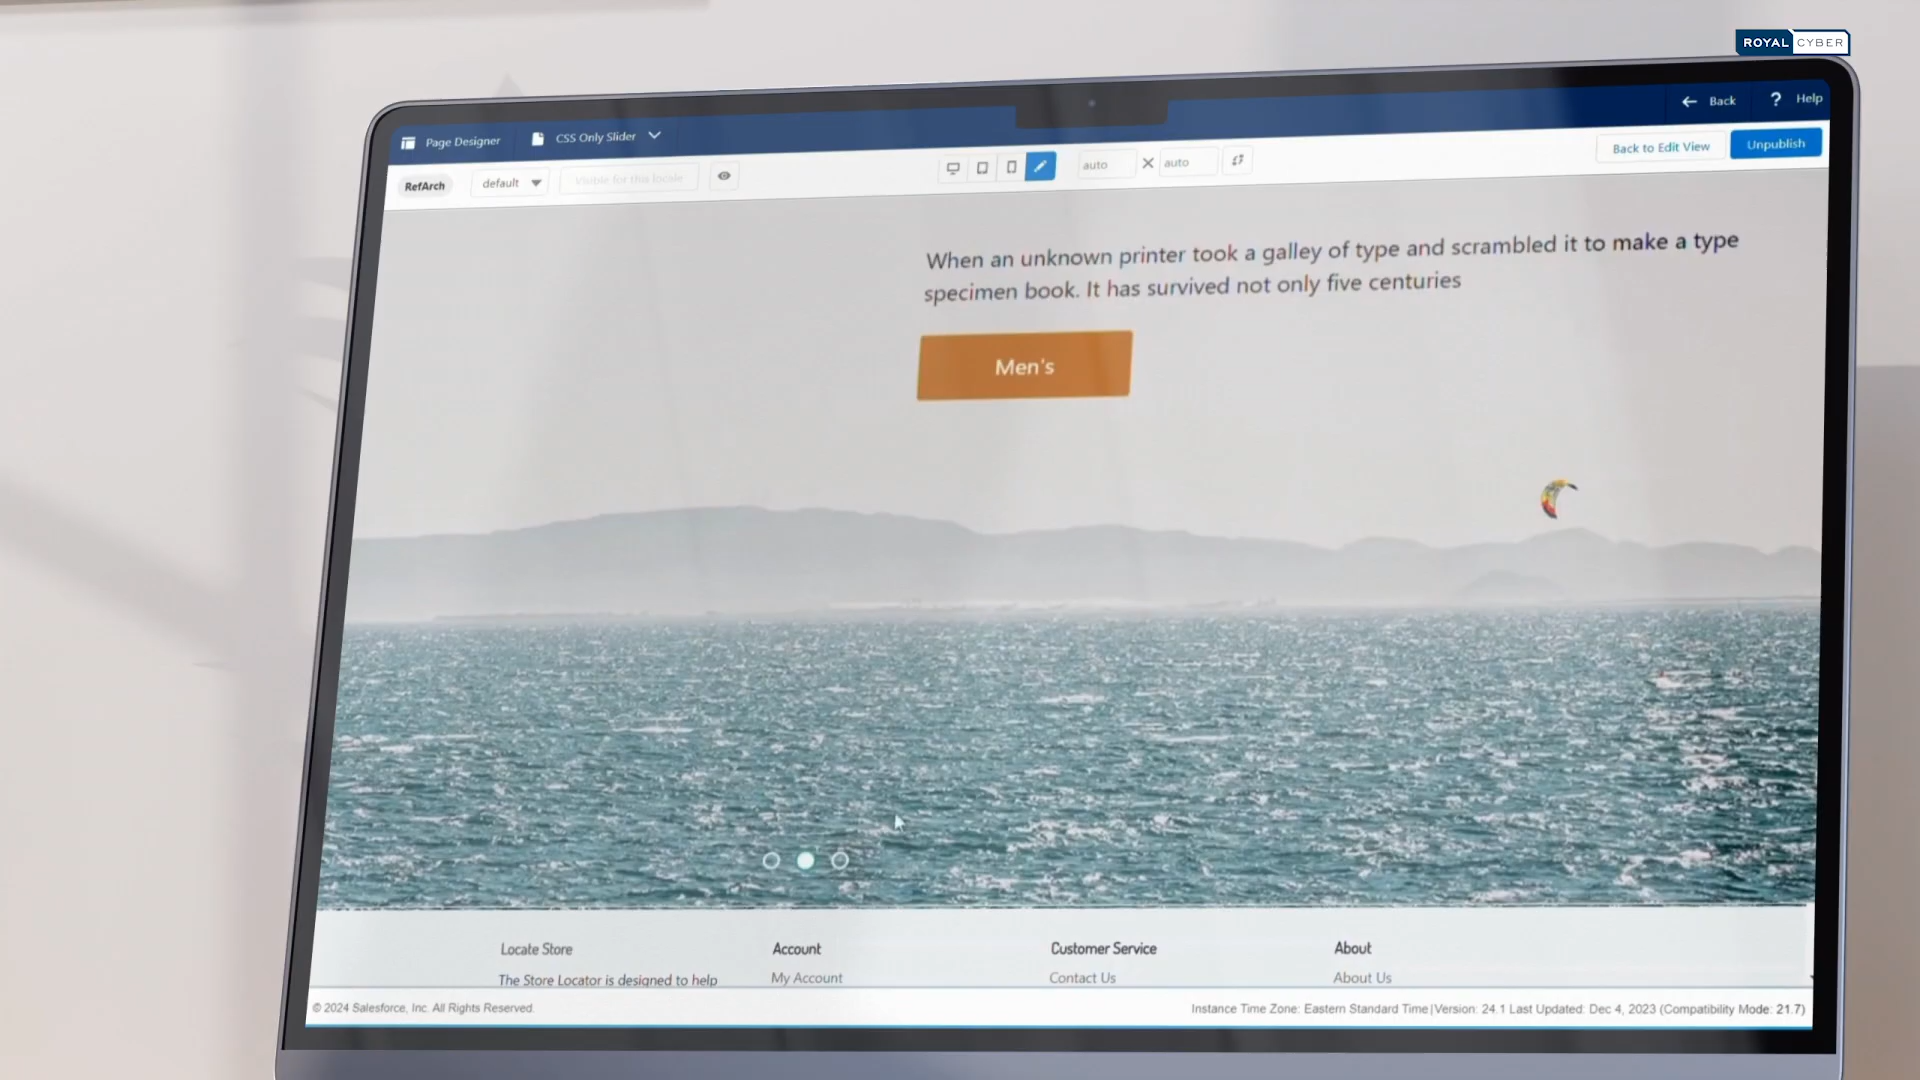 ROYAL CYBER
Back
? Help
Page Designer
CSS Only Slider
Back to Edit View
Unpublish
RefArch
default
Visible for this locale
auto
auto
When an unknown printer took a galley of type and scrambled it to make a type
specimen book. It has survived not only five centuries
Men's
Locate Store
Account
Customer Service
About
The Store Locator is designed to help
My Account
Contact Us
About Us
© 2024 Salesforce, Inc. All Rights Reserved.
Instance Time Zone: Eastern Standard Time|Version: 24.1 Last Updated: Dec 4, 2023 (Compatibility Mode: 21.7)